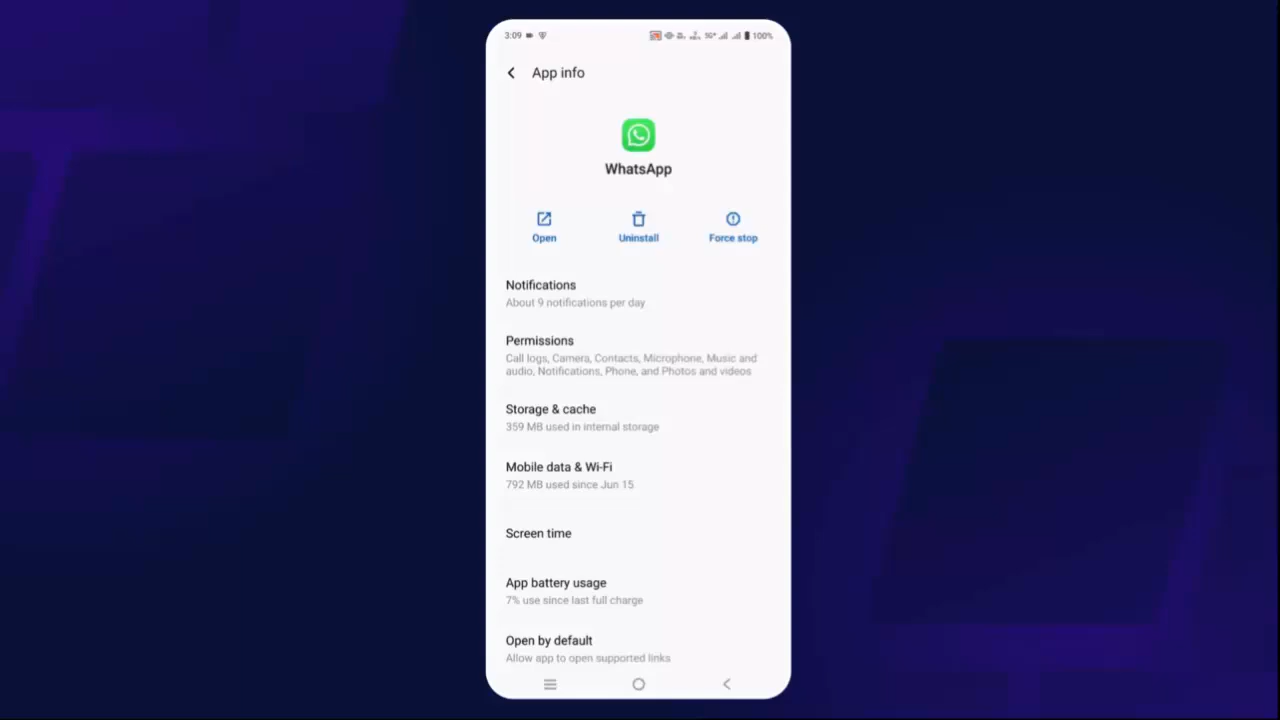 3:09 5G+ 100%
App info
WhatsApp
Open Uninstall Force stop
Notifications
About 9 notifications per day
Permissions
Call logs, Camera, Contacts, Microphone, Music and
audio, Notifications, Phone, and Photos and videos
Storage & cache
359 MB used in internal storage
Mobile data & Wi-Fi
792 MB used since Jun 15
Screen time
App battery usage
7% use since last full charge
Open by default
Allow app to open supported links